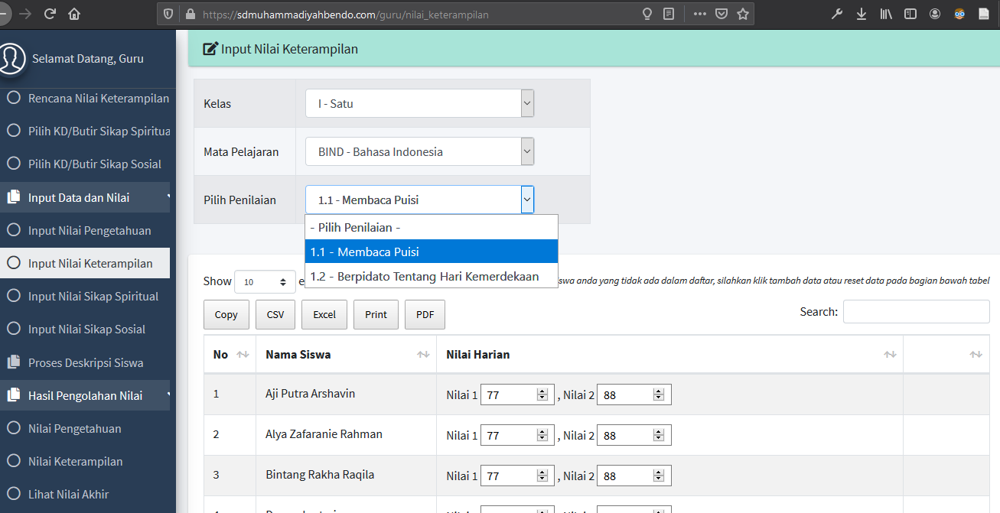 https://sdmuhammadiyahbendo.com/guru/nilai_keterampilan
Selamat Datang, Guru
Rencana Nilai Keterampilan
Pilih KD/Butir Sikap Spiritua
Pilih KD/Butir Sikap Sosial
Input Data dan Nilai
Input Nilai Pengetahuan
Input Nilai Keterampilan
Input Nilai Sikap Spiritual
Input Nilai Sikap Sosial
Proses Deskripsi Siswa
Hasil Pengolahan Nilai
Nilai Pengetahuan
Nilai Keterampilan
Lihat Nilai Akhir
Input Nilai Keterampilan
Kelas
I - Satu
Mata Pelajaran
BIND - Bahasa Indonesia
Pilih Penilaian
1.1 - Membaca Puisi
- Pilih Penilaian -
1.1 - Membaca Puisi
1.2 - Berpidato Tentang Hari Kemerdekaan
Show 10 e
swa anda yang tidak ada dalam daftar, silahkan klik tambah data atau reset data pada bagian bawah tabel
Copy CSV Excel Print PDF
Search:
No Nama Siswa Nilai Harian
1 Aji Putra Arshavin Nilai 1 77 , Nilai 2 88
2 Alya Zafaranie Rahman Nilai 1 77 , Nilai 2 88
3 Bintang Rakha Raqila Nilai 1 77 , Nilai 2 88